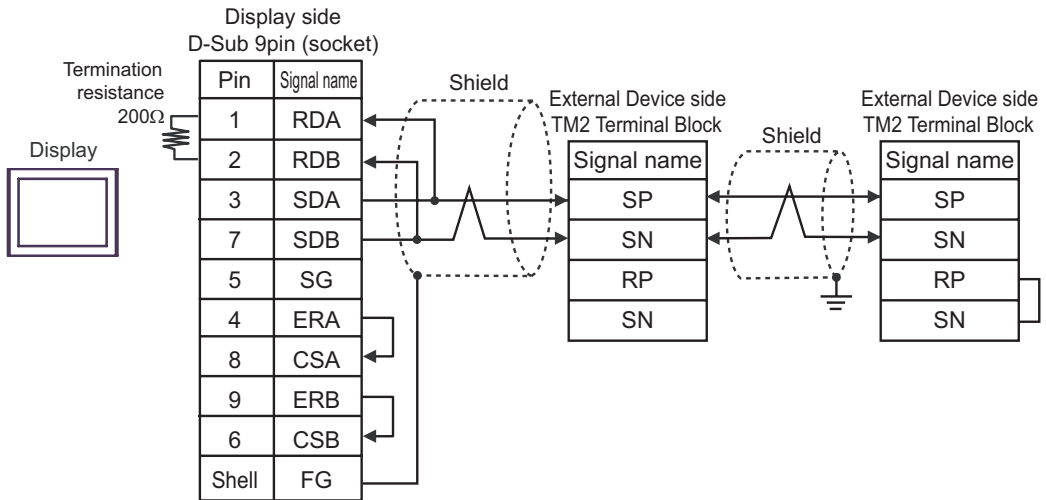 Display side
D-Sub 9pin (socket)
Termination
resistance
200Ω
Display
Pin Signal name
1 RDA
2 RDB
3 SDA
7 SDB
5 SG
4 ERA
8 CSA
9 ERB
6 CSB
Shell FG
Shield
External Device side
TM2 Terminal Block
Signal name
SP
SN
RP
SN
Shield
External Device side
TM2 Terminal Block
Signal name
SP
SN
RP
SN